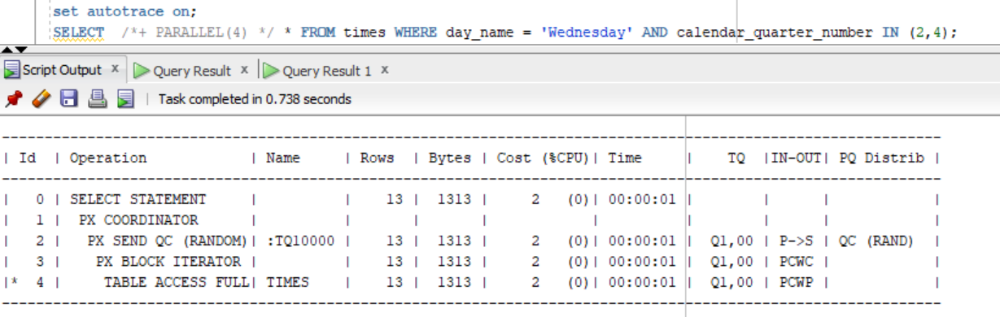 set autotrace on;
SELECT /*+ PARALLEL(4) */ * FROM times WHERE day_name = 'Wednesday' AND calendar_quarter_number IN (2,4);
Script Output x Query Result x Query Result 1 x
Task completed in 0.738 seconds
--------------------------------------------------------------------------------------------------------------
| Id | Operation | Name | Rows | Bytes | Cost (%CPU)| Time | TQ |IN-OUT| PQ Distrib |
--------------------------------------------------------------------------------------------------------------
| 0 | SELECT STATEMENT | | 13 | 1313 | 2 (0)| 00:00:01 | | | |
| 1 | PX COORDINATOR | | | | | | | | |
| 2 | PX SEND QC (RANDOM)| :TQ10000 | 13 | 1313 | 2 (0)| 00:00:01 | Q1,00 | P->S | QC (RAND) |
| 3 | PX BLOCK ITERATOR | | 13 | 1313 | 2 (0)| 00:00:01 | Q1,00 | PCWC | |
|* 4 | TABLE ACCESS FULL| TIMES | 13 | 1313 | 2 (0)| 00:00:01 | Q1,00 | PCWP | |
--------------------------------------------------------------------------------------------------------------